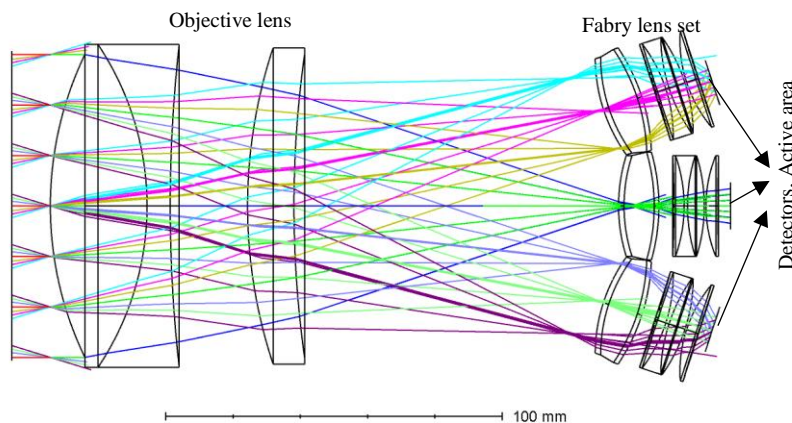 Objective lens
Fabry lens set
Detectors, Active area
100 mm